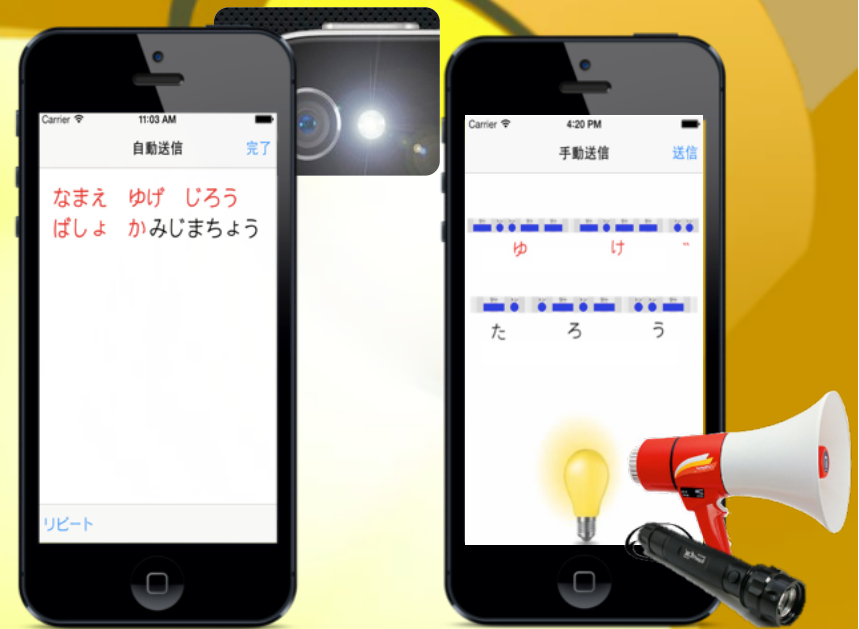 Carrier 11:03 AM
自動送信 完了
なまえ ゆげ じろう
ばしょ かみじまちょう
リピート
Carrier 4:20 PM
手動送信 送信
ゆ け ゛
た ろ う